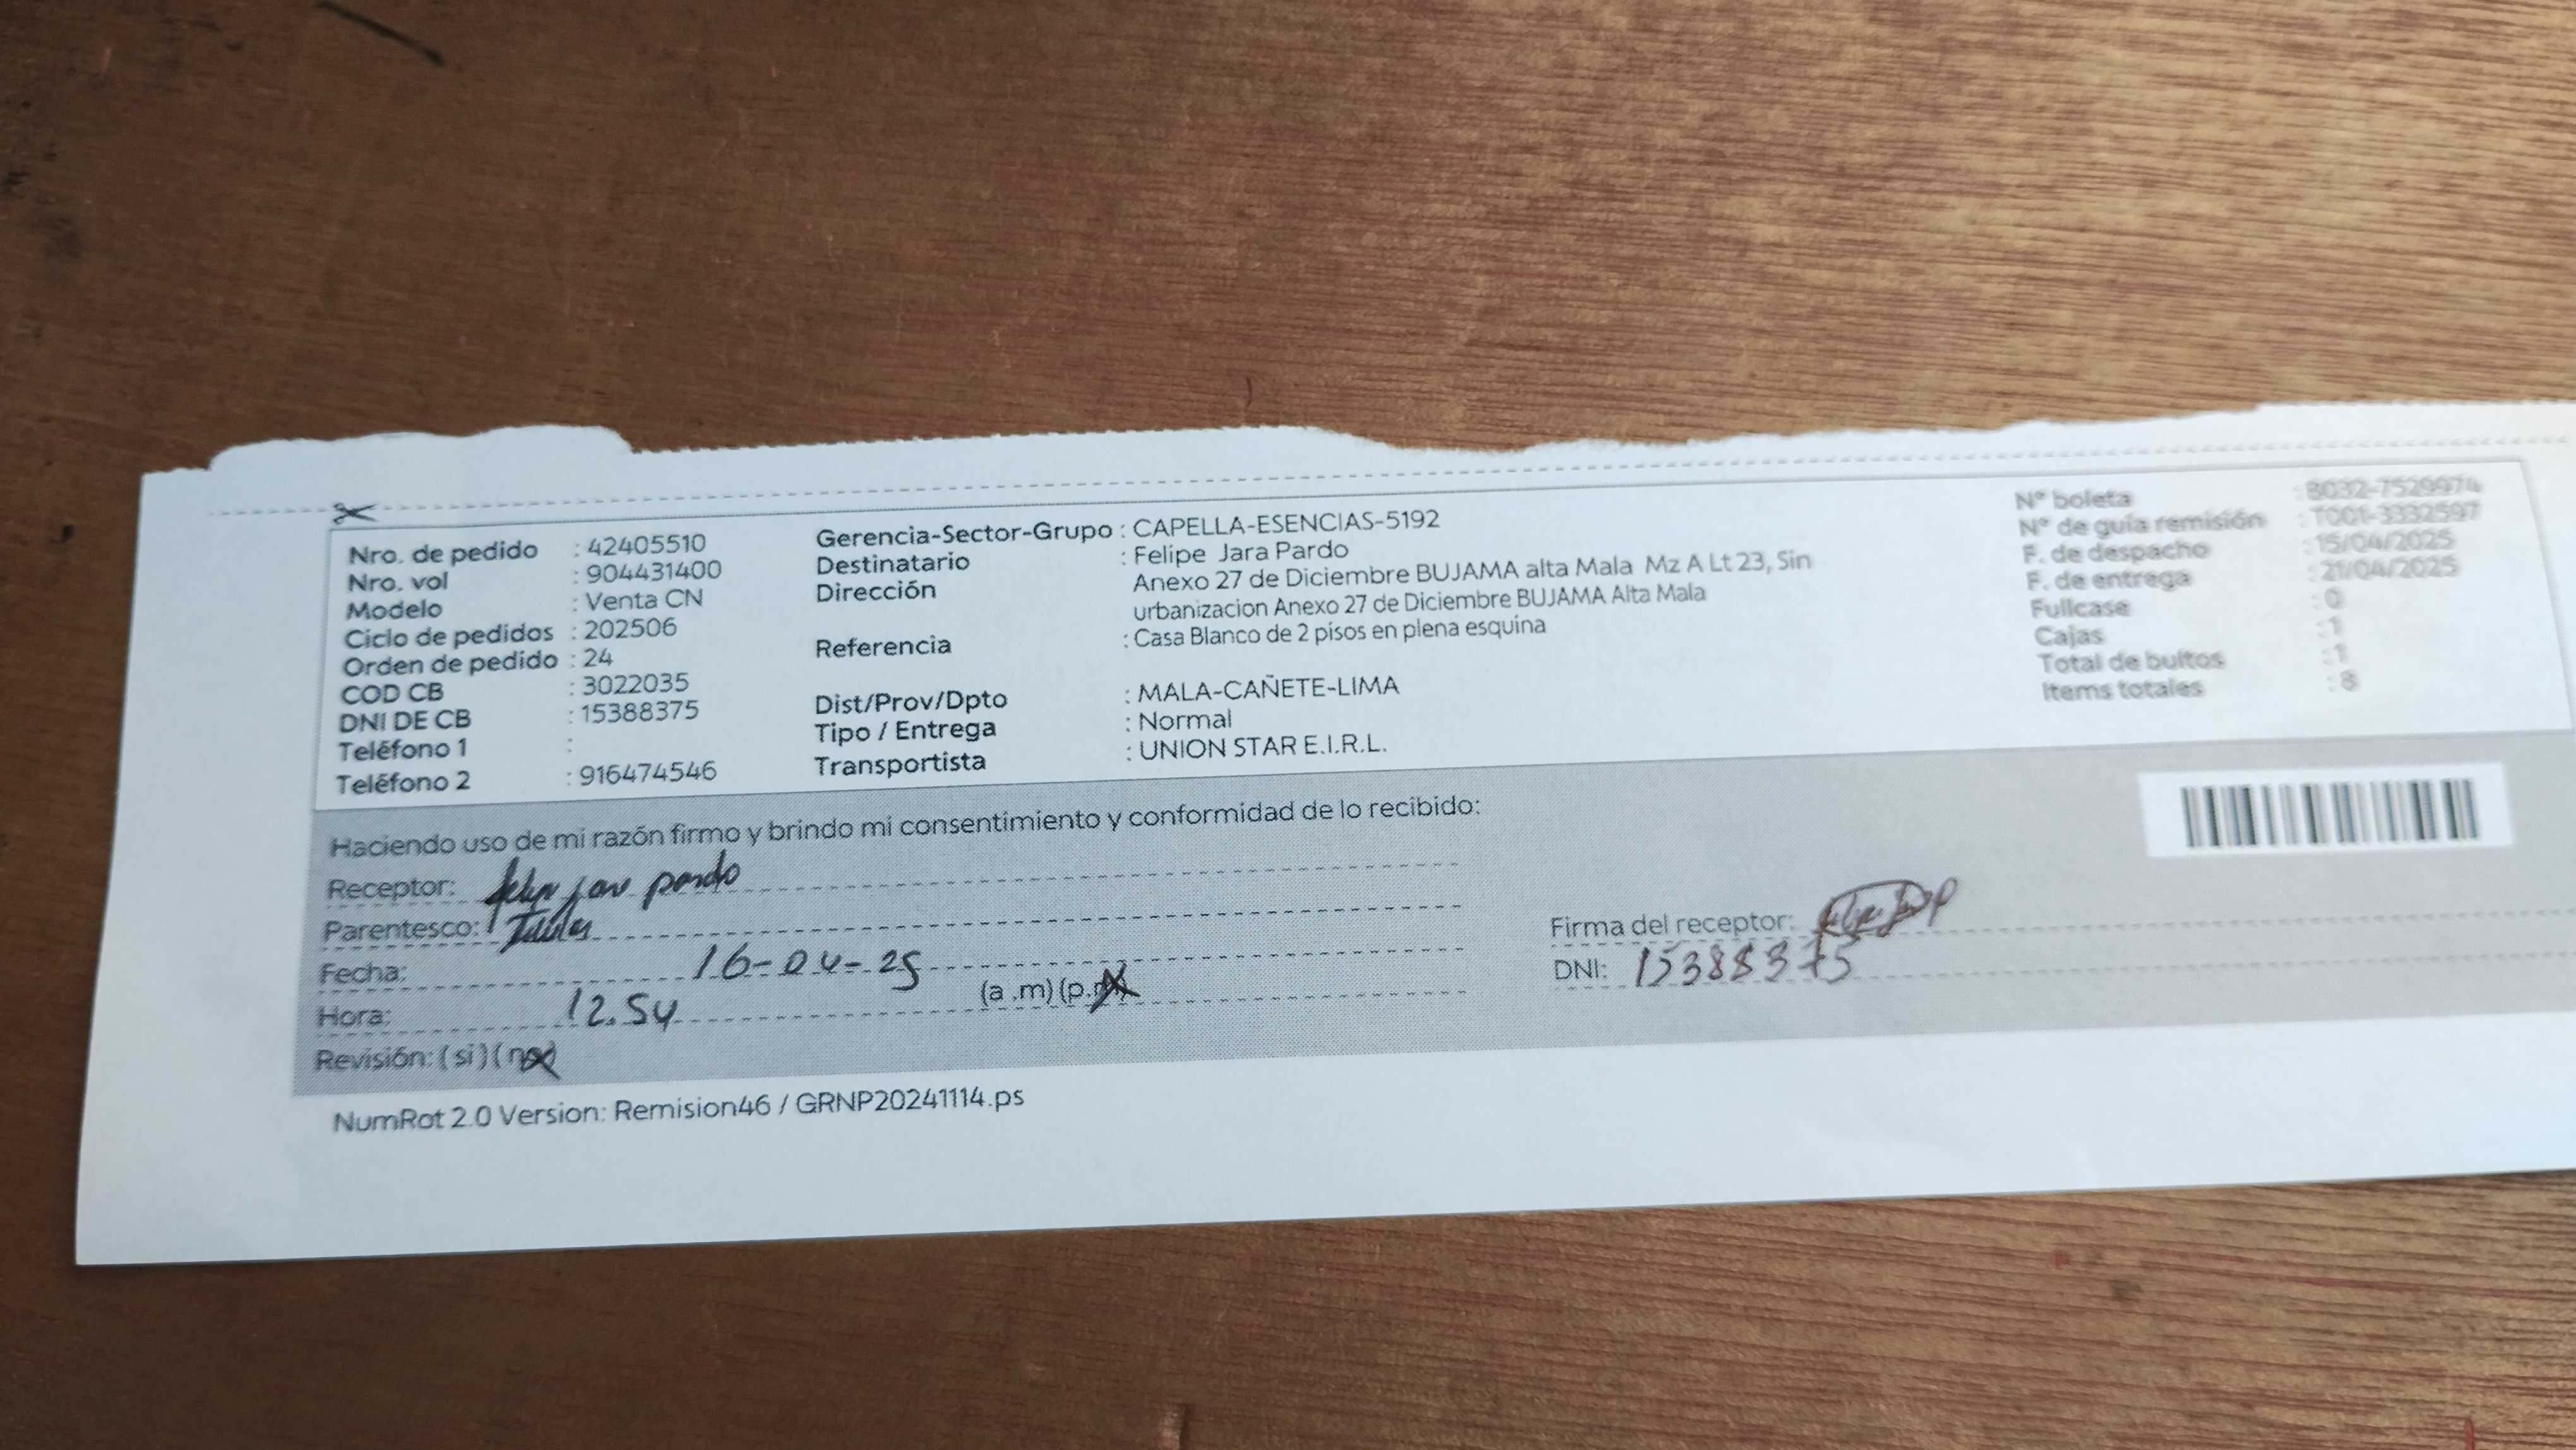 Nro. de pedido : 42405510
Nro. vol : 904431400
Modelo : Venta CN
Ciclo de pedidos : 202506
Orden de pedido : 24
COD CB : 3022035
DNI DE CB : 15388375
Teléfono 1 :
Teléfono 2 : 916474546
Gerencia-Sector-Grupo : CAPELLA-ESENCIAS-5192
Destinatario : Felipe Jara Pardo
Dirección Anexo 27 de Diciembre BUJAMA alta Mala Mz A Lt 23, Sin
urbanizacion Anexo 27 de Diciembre BUJAMA Alta Mala
Referencia : Casa Blanco de 2 pisos en plena esquina
Dist/Prov/Dpto : MALA-CAÑETE-LIMA
Tipo / Entrega : Normal
Transportista : UNION STAR E.I.R.L.
N° boleta : B032-7529974
N° de guía remisión : T001-3332597
F. de despacho : 15/04/2025
F. de entrega : 21/04/2025
Fullcase : 0
Cajas : 1
Total de bultos : 1
Items totales : 8
Haciendo uso de mi razón firmo y brindo mi consentimiento y conformidad de lo recibido:
Receptor: felipe jara pardo
Parentesco: Titular
Fecha: 16-04-25
Hora: 12.54 (a .m) (p.m)
Revisión: (si) (no)
Firma del receptor:
DNI: 15388375
NumRot 2.0 Version: Remision46 / GRNP20241114.ps